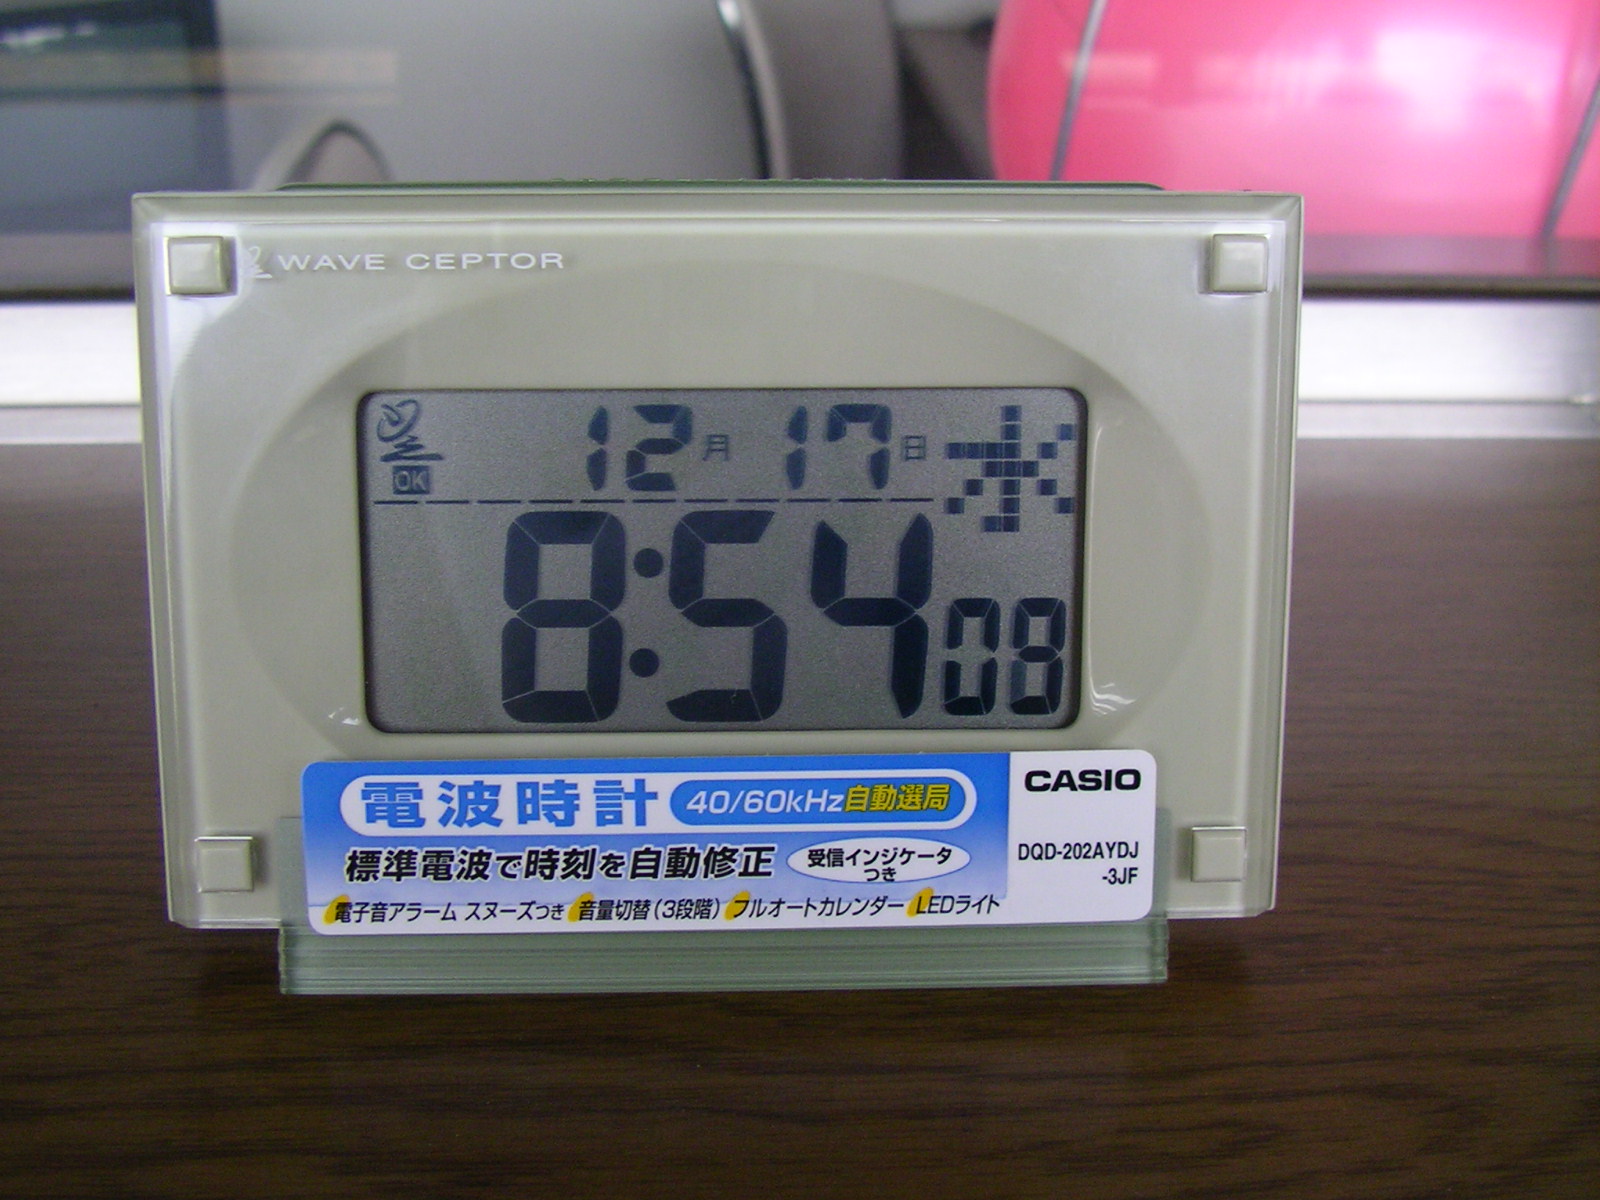 WAVE CEPTOR
12月 17日 水
OK
8:54 08
電波時計 40/60kHz自動選局
CASIO
標準電波で時刻を自動修正 受信インジケータつき
DQD-202AYDJ
-3JF
電子音アラーム スヌーズつき 音量切替(3段階) フルオートカレンダー LEDライト